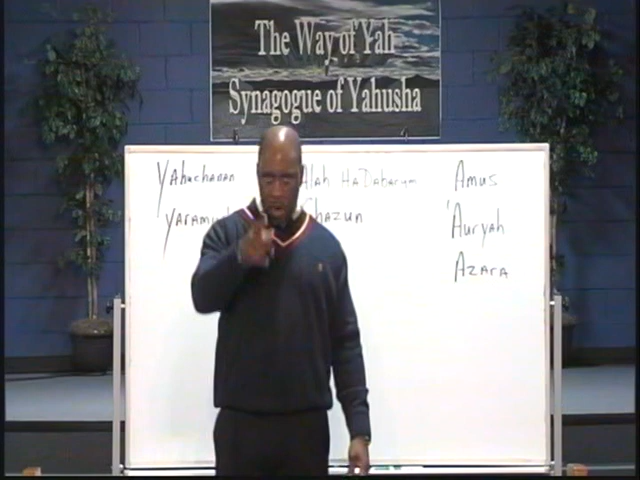 The Way of Yah
Synagogue of Yahusha
Yahuchanan Alah HaDabarym Amus
Chazun 'Auryah
Azara